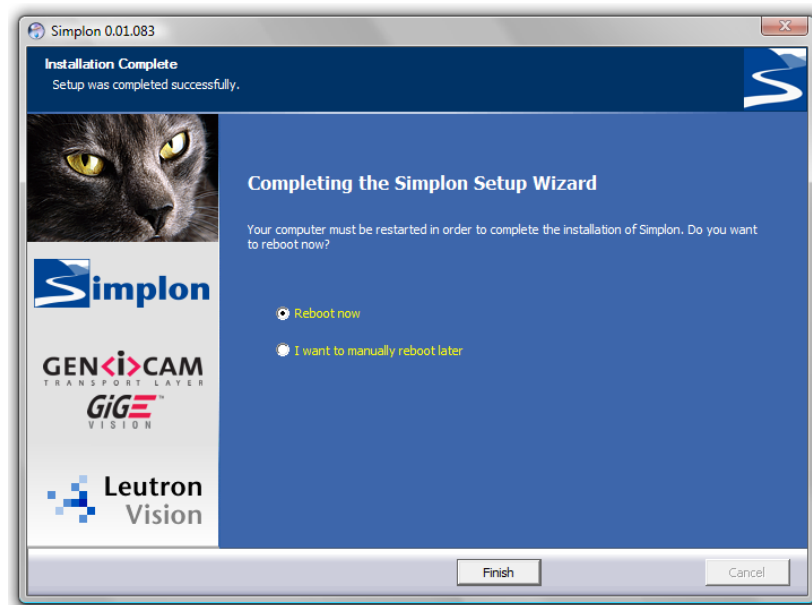 Simplon 0.01.083
Installation Complete
Setup was completed successfully.
Completing the Simplon Setup Wizard
Your computer must be restarted in order to complete the installation of Simplon. Do you want
to reboot now?
Simplon
Reboot now
I want to manually reboot later
GEN<i>CAM
TRANSPORT LAYER
GiGE™
VISION
Leutron
Vision
Finish
Cancel